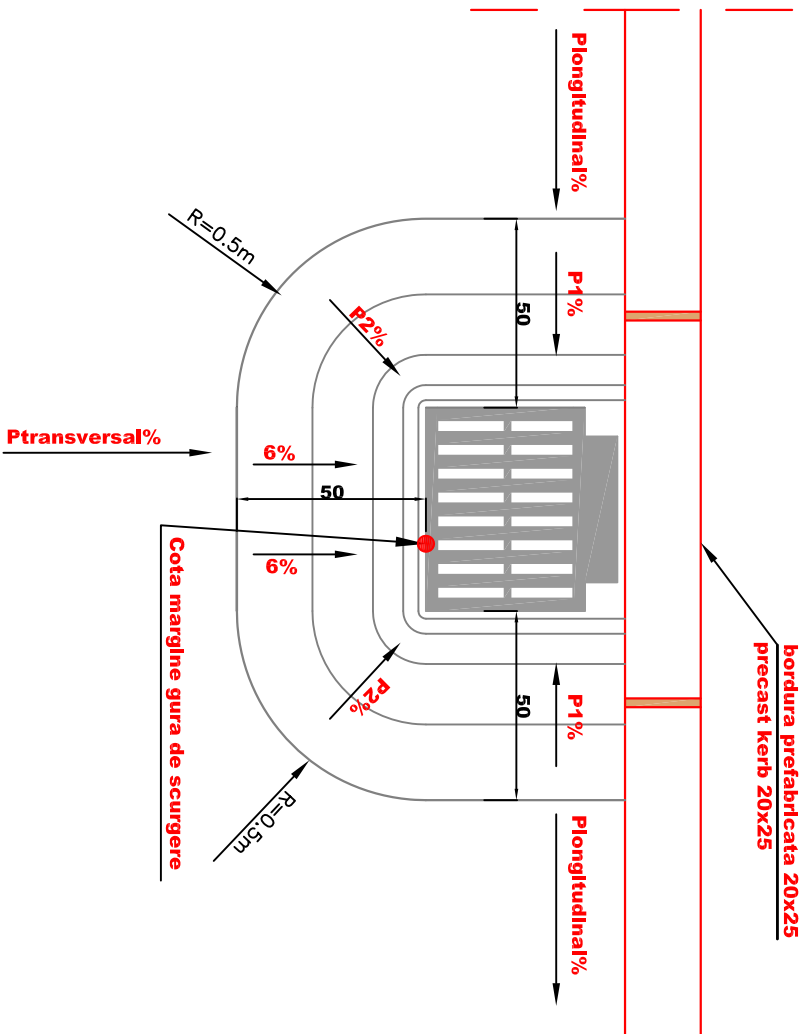 Plongitudinal%
P1%
50
R=0.5m
P2%
Ptransversal%
6%
50
6%
Cota margine gura de scurgere
P2%
50
P1%
R=0.5m
Plongitudinal%
bordura prefabricata 20x25
precast kerb 20x25